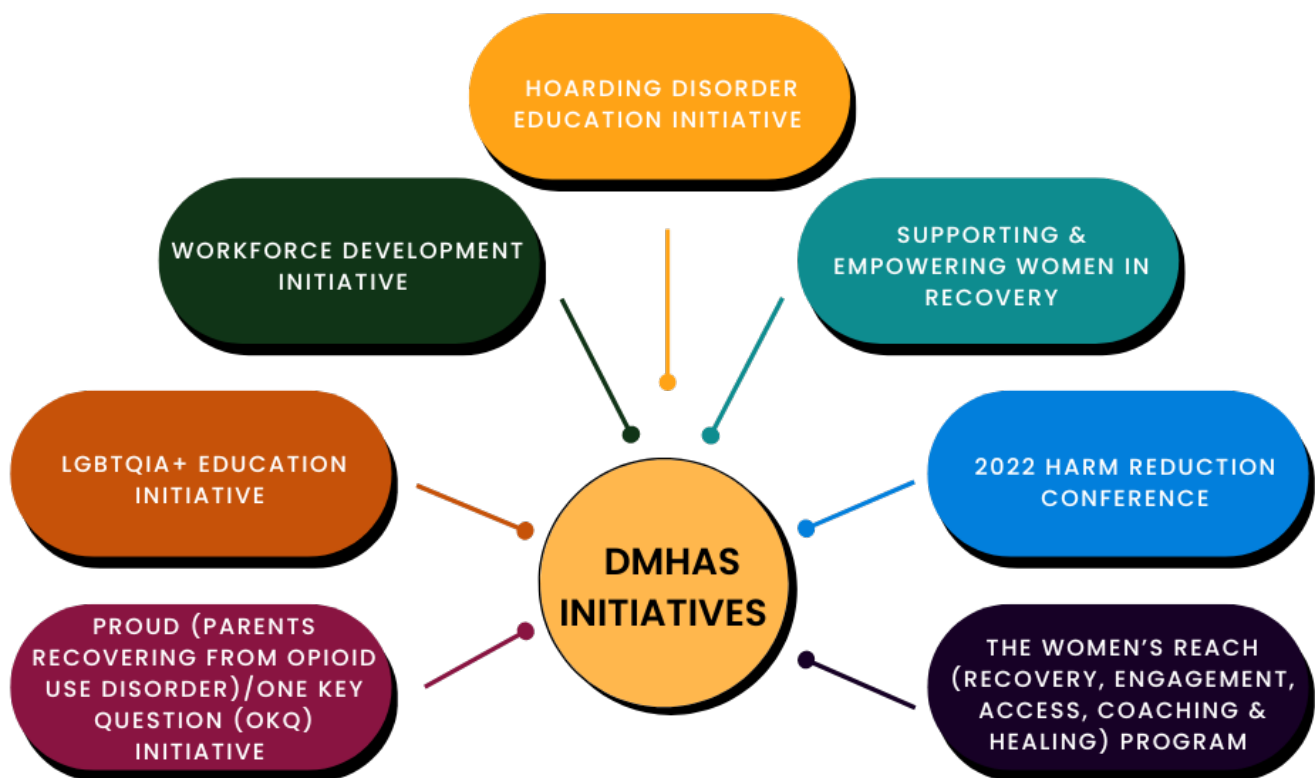 HOARDING DISORDER
EDUCATION INITIATIVE
WORKFORCE DEVELOPMENT
INITIATIVE
SUPPORTING &
EMPOWERING WOMEN IN
RECOVERY
LGBTQIA+ EDUCATION
INITIATIVE
2022 HARM REDUCTION
CONFERENCE
DMHAS
INITIATIVES
PROUD (PARENTS
RECOVERING FROM OPIOID
USE DISORDER)/ONE KEY
QUESTION (OKQ)
INITIATIVE
THE WOMEN’S REACH
(RECOVERY, ENGAGEMENT,
ACCESS, COACHING &
HEALING) PROGRAM